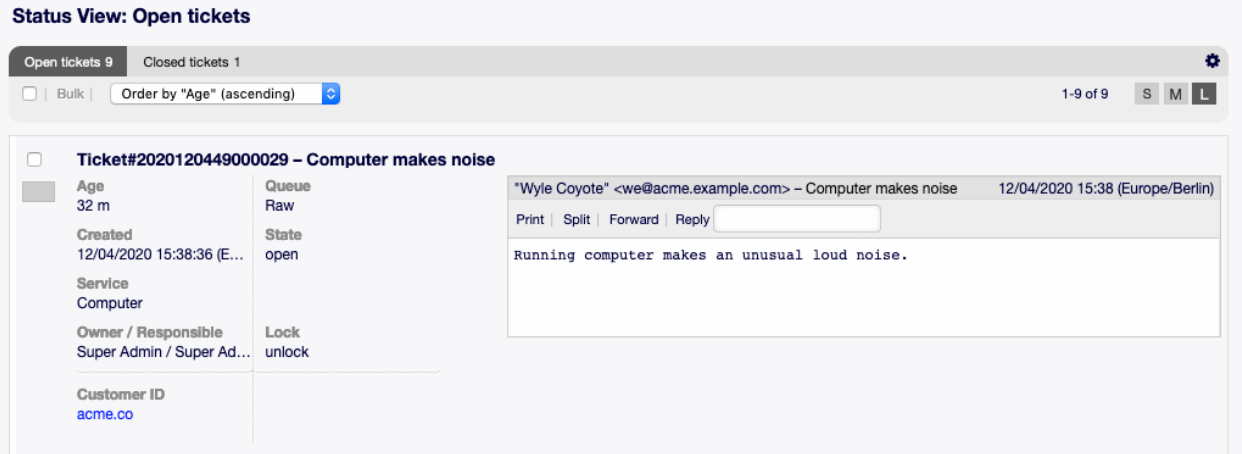 Status View: Open tickets
Open tickets 9
Closed tickets 1
Bulk
Order by "Age" (ascending)
1-9 of 9
S M L
Ticket#2020120449000029 – Computer makes noise
Age
32 m
Created
12/04/2020 15:38:36 (E...
Service
Computer
Owner / Responsible
Super Admin / Super Ad...
Customer ID
acme.co
Queue
Raw
State
open
Lock
unlock
"Wyle Coyote" <we@acme.example.com> – Computer makes noise
12/04/2020 15:38 (Europe/Berlin)
Print | Split | Forward | Reply
Running computer makes an unusual loud noise.